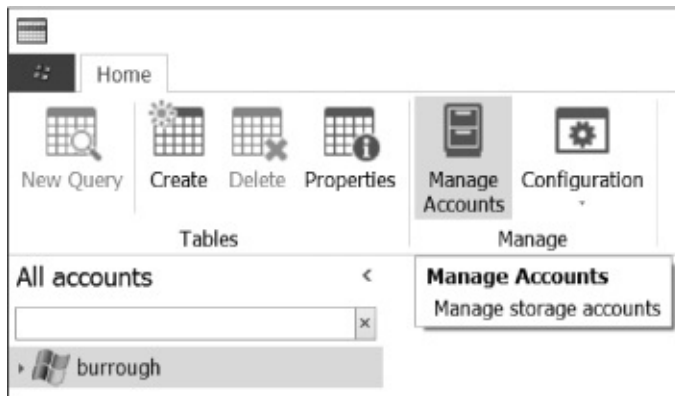 Home
New Query
Create
Delete
Properties
Manage
Accounts
Configuration
Tables
Manage
All accounts
Manage Accounts
Manage storage accounts
burrough